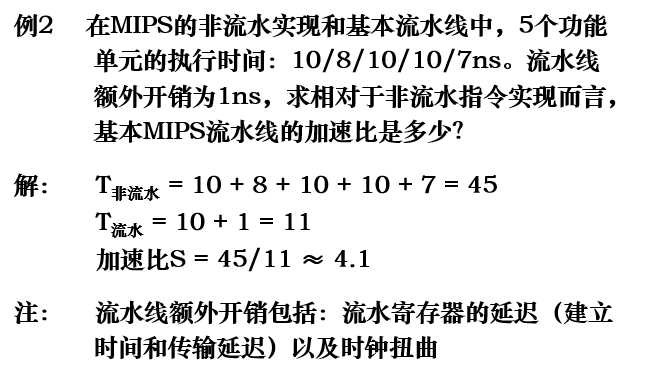 例2 在MIPS的非流水实现和基本流水线中，5个功能
单元的执行时间：10/8/10/10/7ns。流水线
额外开销为1ns，求相对于非流水指令实现而言，
基本MIPS流水线的加速比是多少？
解： T非流水 = 10 + 8 + 10 + 10 + 7 = 45
T流水 = 10 + 1 = 11
加速比S = 45/11 ≈ 4.1
注： 流水线额外开销包括：流水寄存器的延迟（建立
时间和传输延迟）以及时钟扭曲